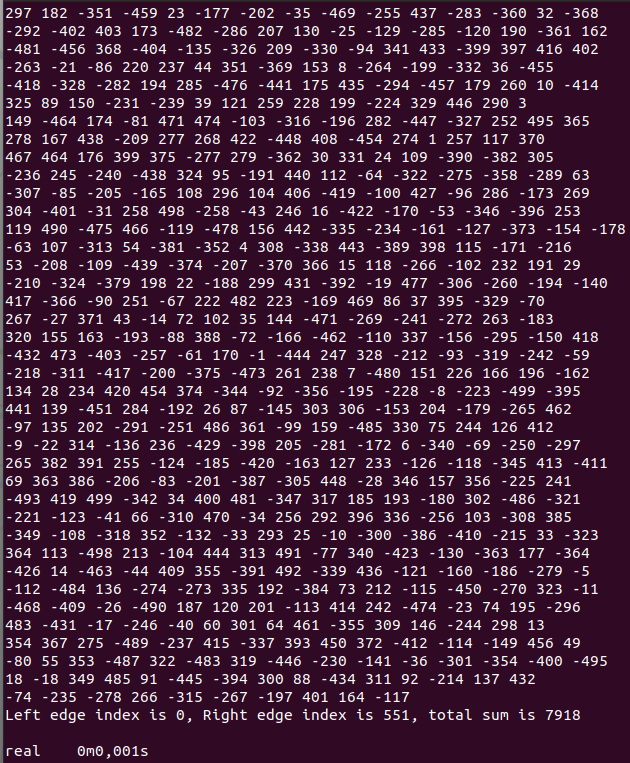 297 182 -351 -459 23 -177 -202 -35 -469 -255 437 -283 -360 32 -368
-292 -402 403 173 -482 -286 207 130 -25 -129 -285 -120 190 -361 162
-481 -456 368 -404 -135 -326 209 -330 -94 341 433 -399 397 416 402
-263 -21 -86 220 237 44 351 -369 153 8 -264 -199 -332 36 -455
-418 -328 -282 194 285 -476 -441 175 435 -294 -457 179 260 10 -414
325 89 150 -231 -239 39 121 259 228 199 -224 329 446 290 3
149 -464 174 -81 471 474 -103 -316 -196 282 -447 -327 252 495 365
278 167 438 -209 277 268 422 -448 408 -454 274 1 257 117 370
467 464 176 399 375 -277 279 -362 30 331 24 109 -390 -382 305
-236 245 -240 -438 324 95 -191 440 112 -64 -322 -275 -358 -289 63
-307 -85 -205 -165 108 296 104 406 -419 -100 427 -96 286 -173 269
304 -401 -31 258 498 -258 -43 246 16 -422 -170 -53 -346 -396 253
119 490 -475 466 -119 -478 156 442 -335 -234 -161 -127 -373 -154 -178
-63 107 -313 54 -381 -352 4 308 -338 443 -389 398 115 -171 -216
53 -208 -109 -439 -374 -207 -370 366 15 118 -266 -102 232 191 29
-210 -324 -379 198 22 -188 299 431 -392 -19 477 -306 -260 -194 -140
417 -366 -90 251 -67 222 482 223 -169 469 86 37 395 -329 -70
267 -27 371 43 -14 72 102 35 144 -471 -269 -241 -272 263 -183
320 155 163 -193 -88 388 -72 -166 -462 -110 337 -156 -295 -150 418
-432 473 -403 -257 -61 170 -1 -444 247 328 -212 -93 -319 -242 -59
-218 -311 -417 -200 -375 -473 261 238 7 -480 151 226 166 196 -162
134 28 234 420 454 374 -344 -92 -356 -195 -228 -8 -223 -499 -395
441 139 -451 284 -192 26 87 -145 303 306 -153 204 -179 -265 462
-97 135 202 -291 -251 486 361 -99 159 -485 330 75 244 126 412
-9 -22 314 -136 236 -429 -398 205 -281 -172 6 -340 -69 -250 -297
265 382 391 255 -124 -185 -420 -163 127 233 -126 -118 -345 413 -411
69 363 386 -206 -83 -201 -387 -305 448 -28 346 157 356 -225 241
-493 419 499 -342 34 400 481 -347 317 185 193 -180 302 -486 -321
-221 -123 -41 66 -310 470 -34 256 292 396 336 -256 103 -308 385
-349 -108 -318 352 -132 -33 293 25 -10 -300 -386 -410 -215 33 -323
364 113 -498 213 -104 444 313 491 -77 340 -423 -130 -363 177 -364
-426 14 -463 -44 409 355 -391 492 -339 436 -121 -160 -186 -279 -5
-112 -484 136 -274 -273 335 192 -384 73 212 -115 -450 -270 323 -11
-468 -409 -26 -490 187 120 201 -113 414 242 -474 -23 74 195 -296
483 -431 -17 -246 -40 60 301 64 461 -355 309 146 -244 298 13
354 367 275 -489 -237 415 -337 393 450 372 -412 -114 -149 456 49
-80 55 353 -487 322 -483 319 -446 -230 -141 -36 -301 -354 -400 -495
18 -18 349 485 91 -445 -394 300 88 -434 311 92 -214 137 432
-74 -235 -278 266 -315 -267 -197 401 164 -117
Left edge index is 0, Right edge index is 551, total sum is 7918
real 0m0,001s